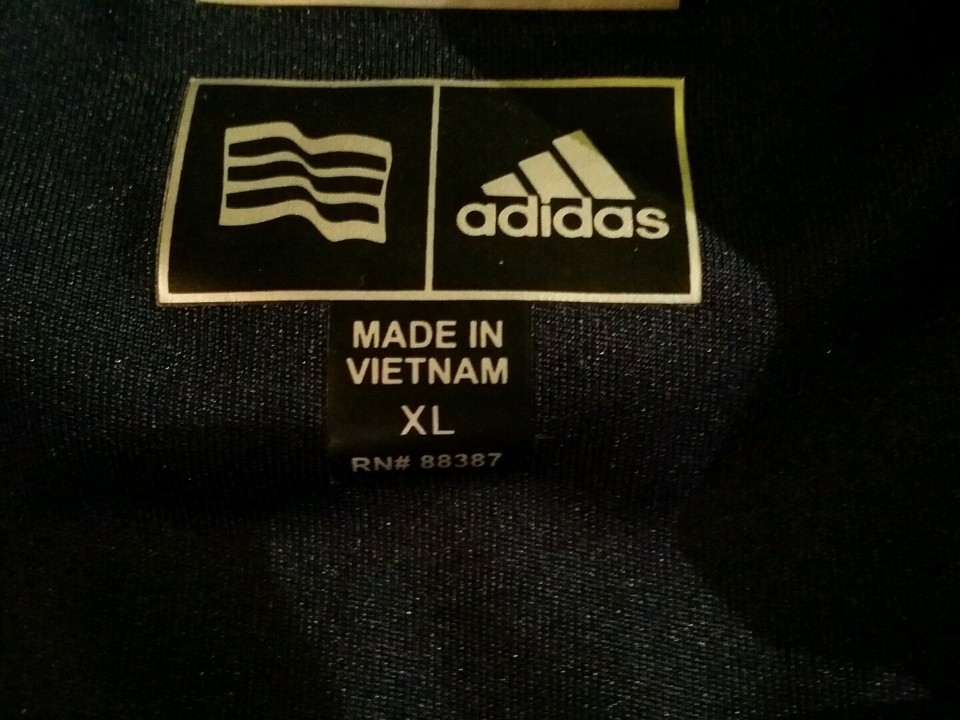 adidas
MADE IN
VIETNAM
XL
RN# 88387